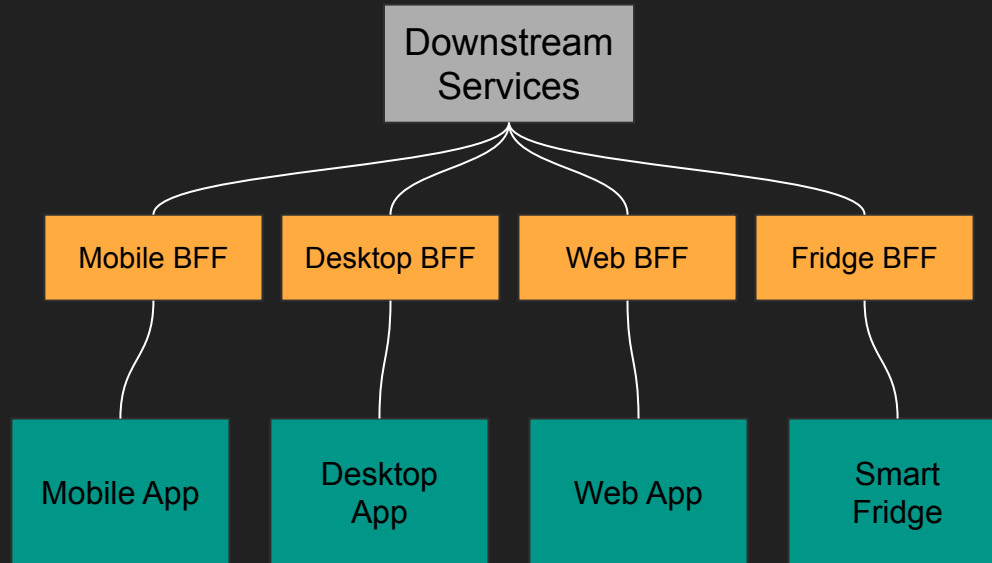 Downstream
Services
Mobile BFF
Desktop BFF
Web BFF
Fridge BFF
Mobile App
Desktop
App
Web App
Smart
Fridge